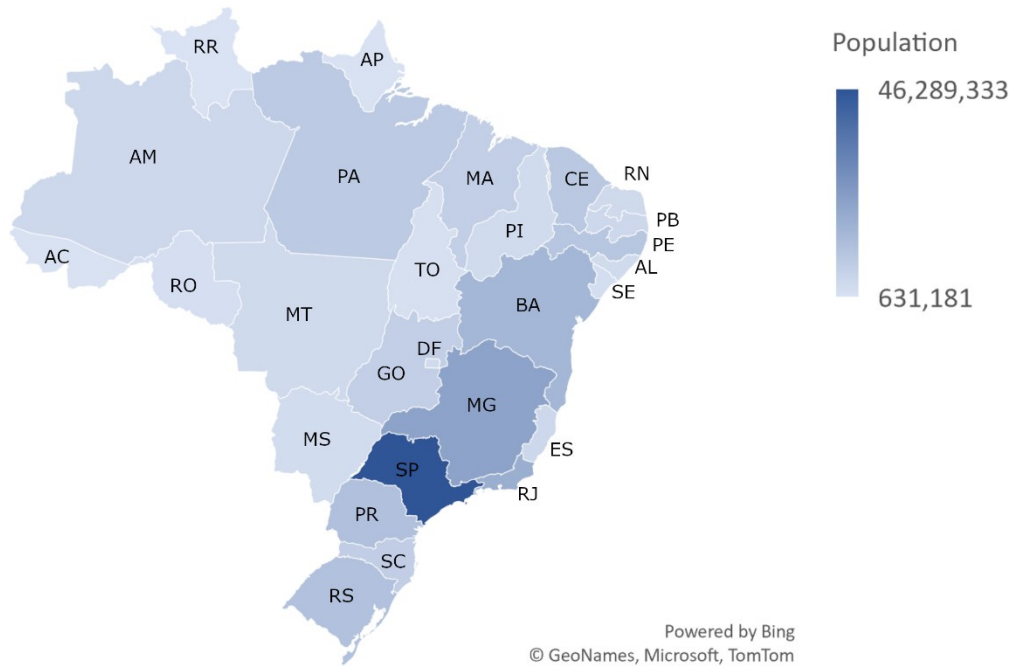 RR
AP
AM
PA
MA
CE
RN
PB
PI
PE
AC
AL
TO
RO
SE
BA
MT
DF
GO
MG
MS
ES
SP
RJ
PR
SC
RS
Population
46,289,333
631,181
Powered by Bing
© GeoNames, Microsoft, TomTom